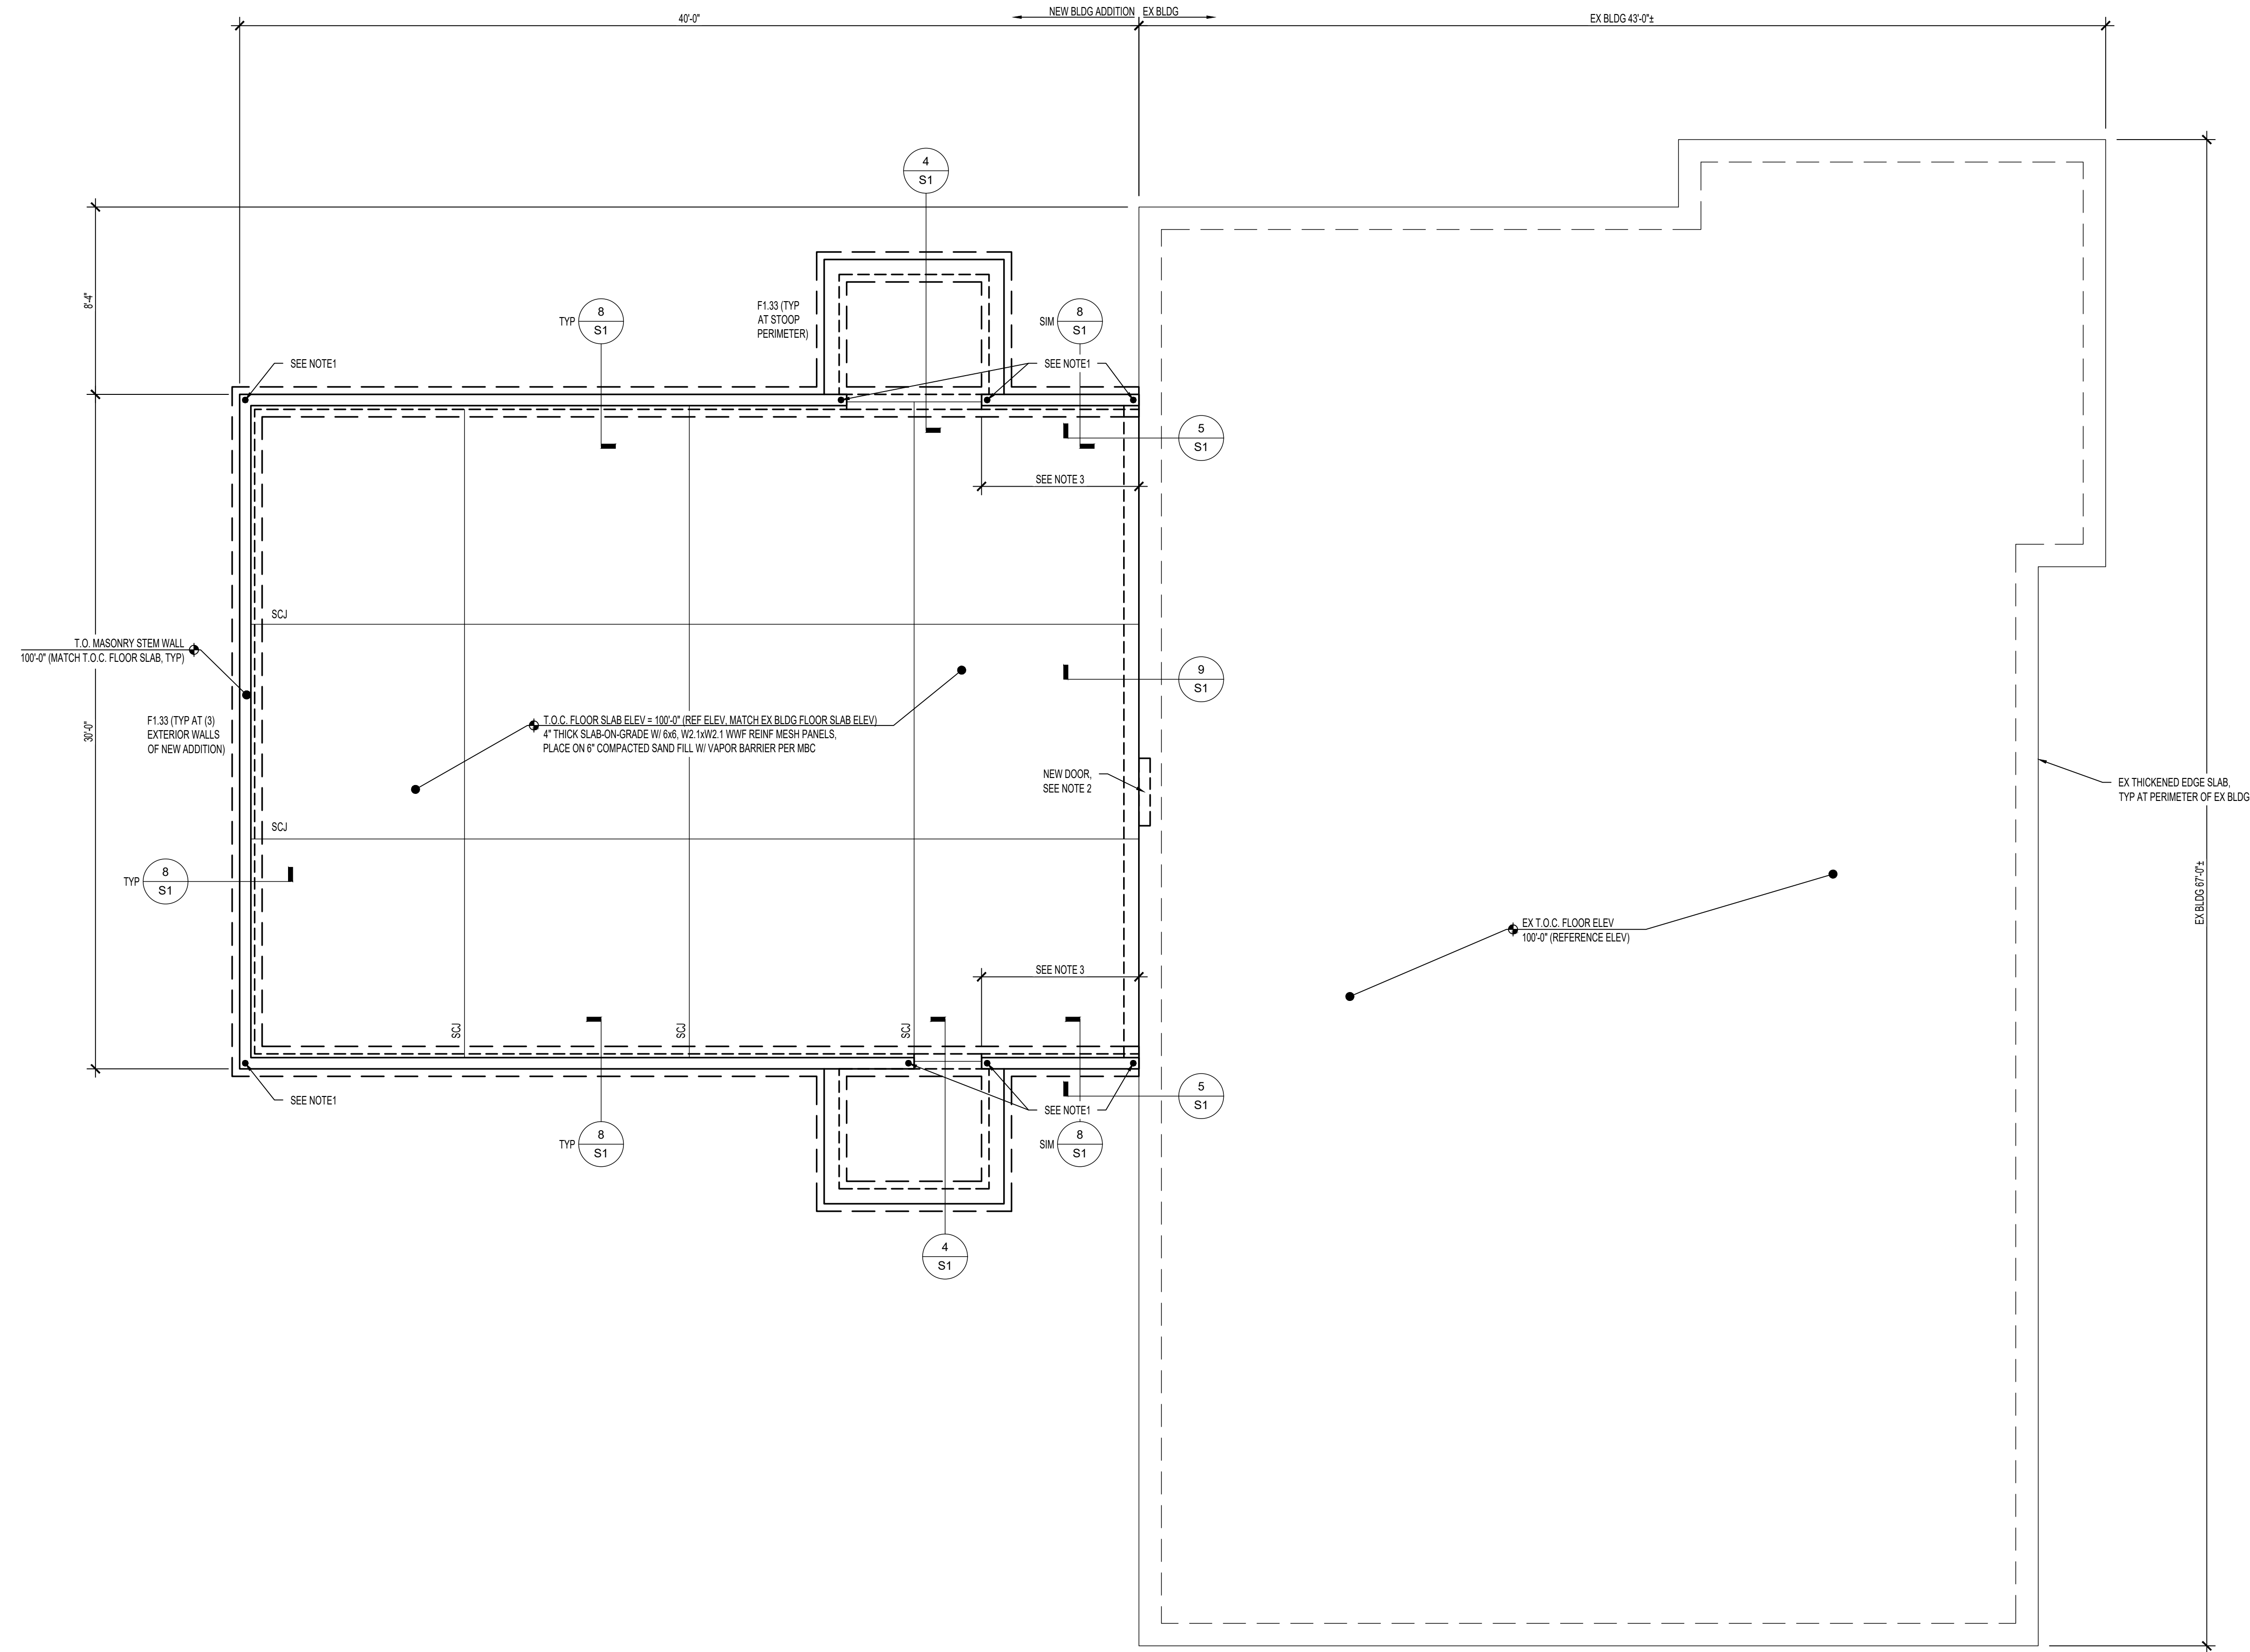 NEW BLDG ADDITION
EX BLDG
40'-0"
EX BLDG 43'-0"±
4
S1
8'-4"
F1.33 (TYP
AT STOOP
PERIMETER)
TYP
8
S1
SIM
8
S1
SEE NOTE1
SEE NOTE1
5
S1
SEE NOTE 3
SCJ
T.O. MASONRY STEM WALL
100'-0" (MATCH T.O.C. FLOOR SLAB, TYP)
9
S1
F1.33 (TYP AT (3)
EXTERIOR WALLS
OF NEW ADDITION)
30'-0"
T.O.C. FLOOR SLAB ELEV = 100'-0" (REF ELEV, MATCH EX BLDG FLOOR SLAB ELEV)
4" THICK SLAB-ON-GRADE W/ 6x6, W2.1xW2.1 WWF REINF MESH PANELS,
PLACE ON 6" COMPACTED SAND FILL W/ VAPOR BARRIER PER MBC
NEW DOOR,
SEE NOTE 2
EX THICKENED EDGE SLAB,
TYP AT PERIMETER OF EX BLDG
SCJ
TYP
8
S1
EX BLDG 67'-0"±
EX T.O.C. FLOOR ELEV
100'-0" (REFERENCE ELEV)
SEE NOTE 3
SCJ
SCJ
SCJ
SEE NOTE1
SEE NOTE1
5
S1
TYP
8
S1
SIM
8
S1
4
S1